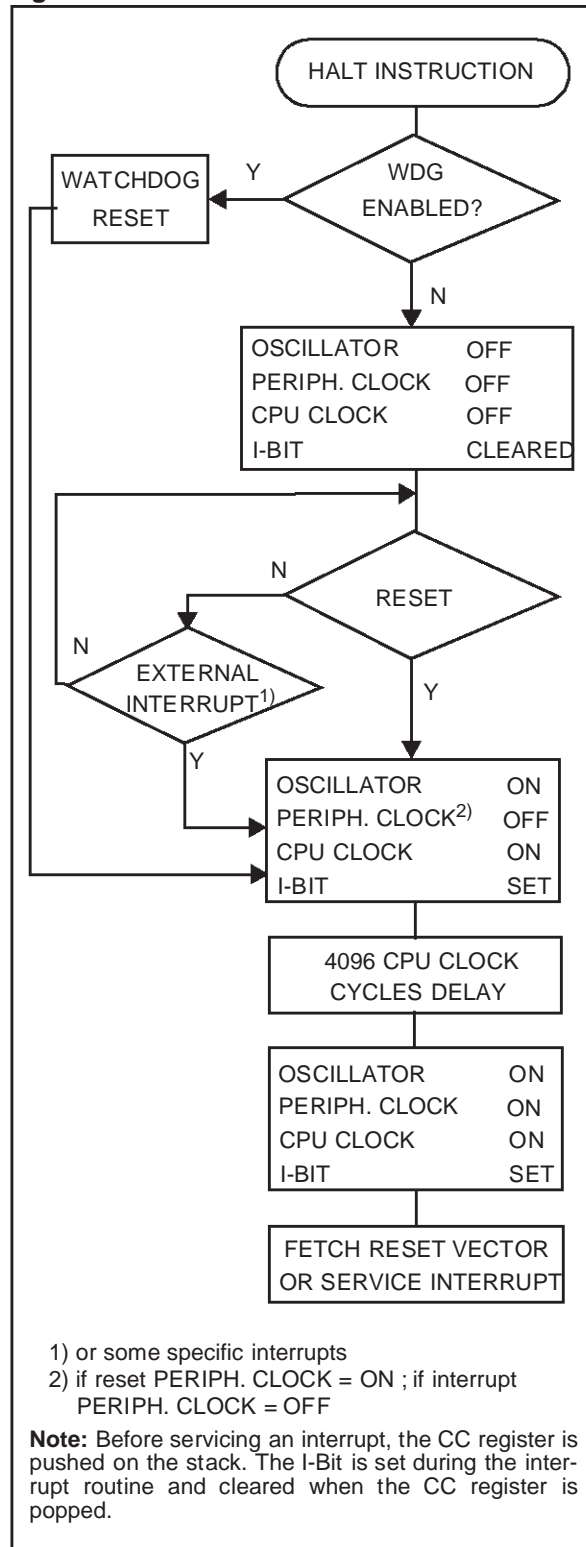 HALT INSTRUCTION
WDG
ENABLED?
Y
WATCHDOG
RESET
N
OSCILLATOR OFF
PERIPH. CLOCK OFF
CPU CLOCK OFF
I-BIT CLEARED
RESET
N
EXTERNAL
INTERRUPT1)
N
Y
Y
OSCILLATOR ON
PERIPH. CLOCK2) OFF
CPU CLOCK ON
I-BIT SET
4096 CPU CLOCK
CYCLES DELAY
OSCILLATOR ON
PERIPH. CLOCK ON
CPU CLOCK ON
I-BIT SET
FETCH RESET VECTOR
OR SERVICE INTERRUPT
1) or some specific interrupts
2) if reset PERIPH. CLOCK = ON ; if interrupt
PERIPH. CLOCK = OFF
Note: Before servicing an interrupt, the CC register is
pushed on the stack. The I-Bit is set during the inter-
rupt routine and cleared when the CC register is
popped.